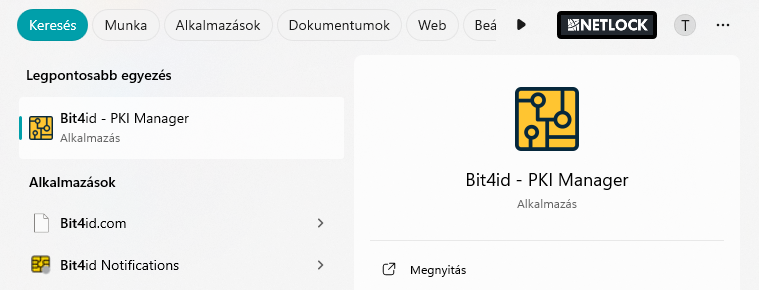 Keresés Munka Alkalmazások Dokumentumok Web Beá NETLOCK T
Legpontosabb egyezés
Bit4id - PKI Manager
Alkalmazás
Alkalmazások
Bit4id.com
Bit4id Notifications
Bit4id - PKI Manager
Alkalmazás
Megnyitás